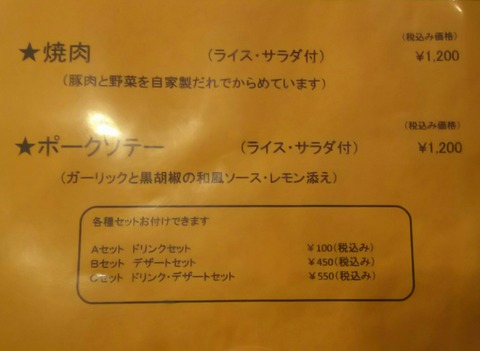 (税込み価格)
★焼肉 (ライス・サラダ付) ¥1,200
(豚肉と野菜を自家製だれでからめています)
(税込み価格)
★ポークソテー (ライス・サラダ付) ¥1,200
(ガーリックと黒胡椒の和風ソース・レモン添え)
各種セットお付けできます
Aセット ドリンクセット ¥100(税込み)
Bセット デザートセット ¥450(税込み)
Cセット ドリンク・デザートセット ¥550(税込み)